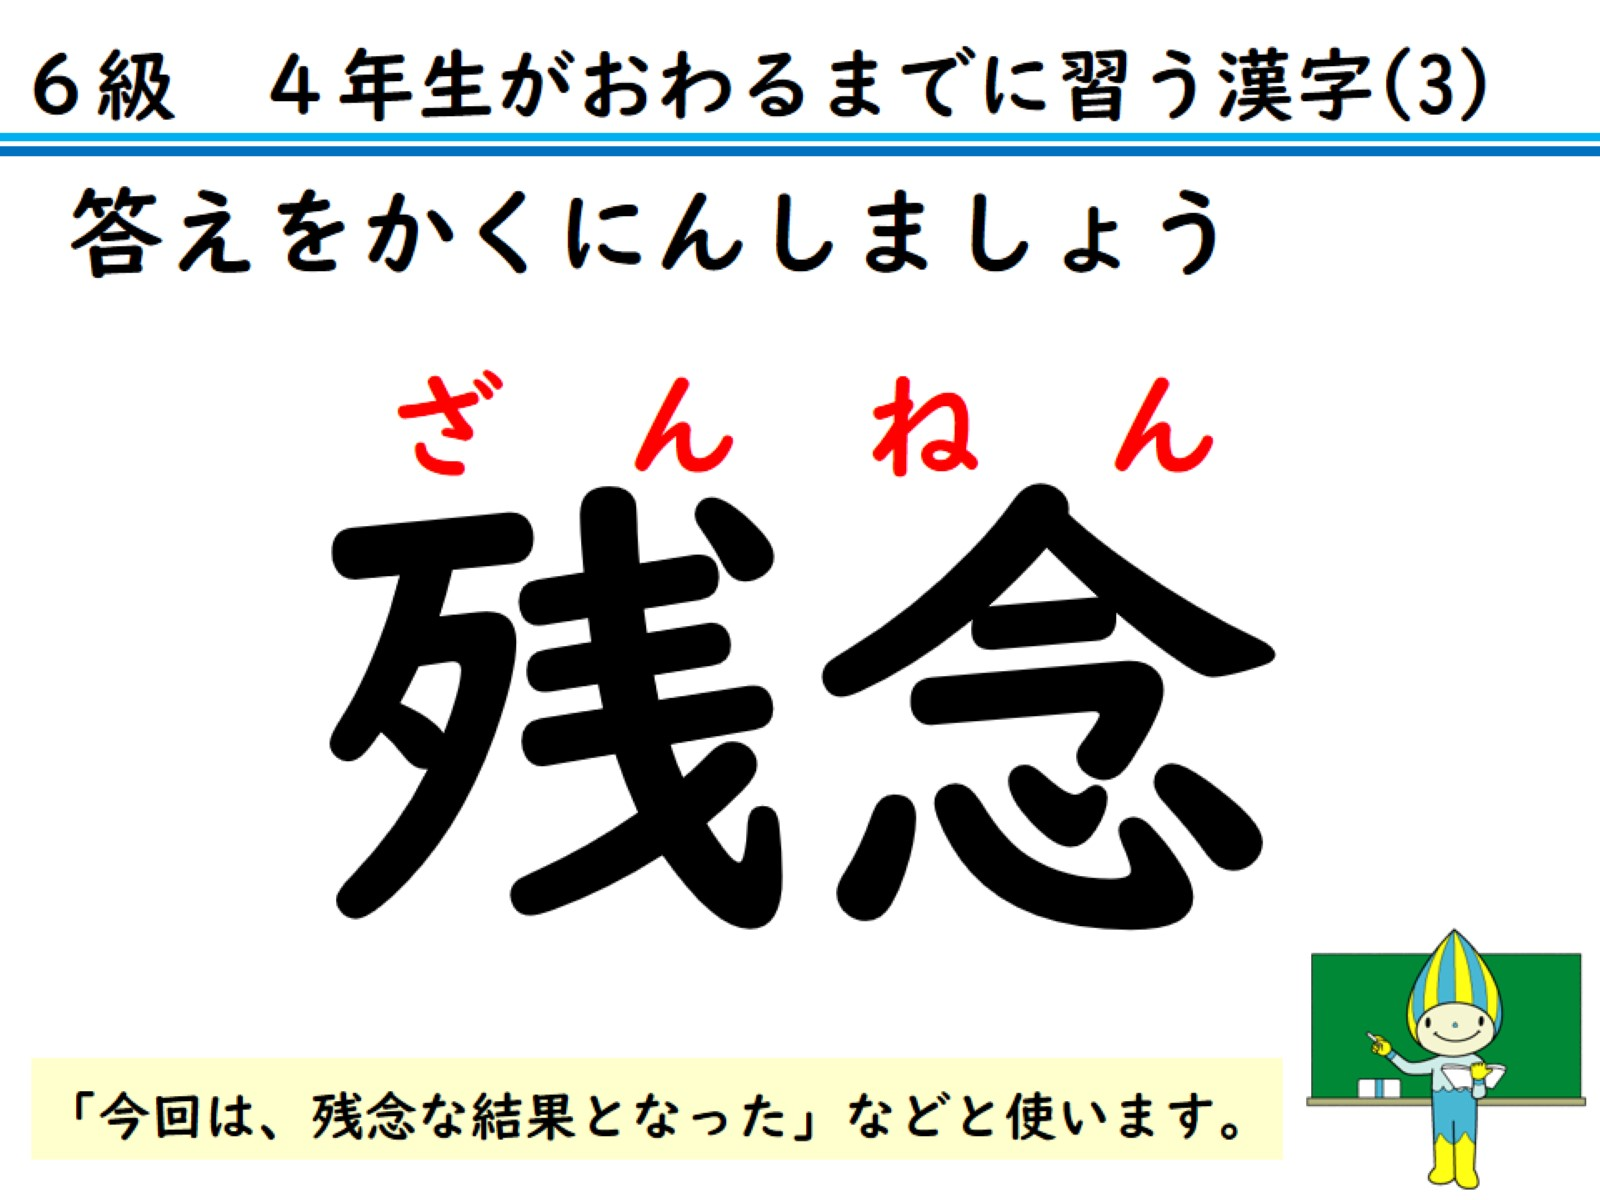 ６級　４年生がおわるまでに習う漢字(3)
答えをかくにんしましょう
ざんねん
残念
「今回は、残念な結果となった」などと使います。